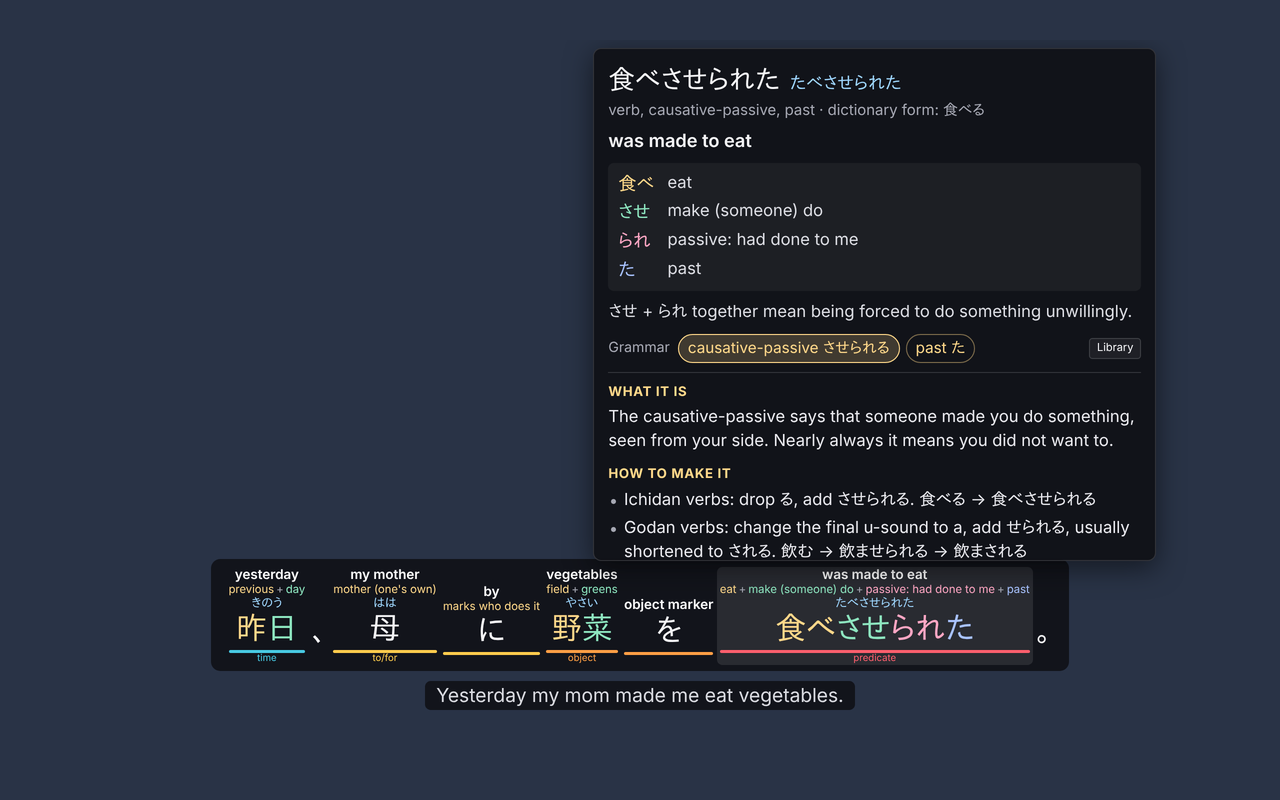 食べさせられた たべさせられた
verb, causative-passive, past · dictionary form: 食べる
was made to eat
食べ eat
させ make (someone) do
られ passive: had done to me
た past
させ + られ together mean being forced to do something unwillingly.
Grammar causative-passive させられる past た Library
WHAT IT IS
The causative-passive says that someone made you do something,
seen from your side. Nearly always it means you did not want to.
HOW TO MAKE IT
• Ichidan verbs: drop る, add させられる. 食べる → 食べさせられる
• Godan verbs: change the final u-sound to a, add せられる, usually
shortened to される. 飲む → 飲ませられる → 飲まされる
yesterday my mother by vegetables object marker was made to eat
previous + day mother (one's own) marks who does it field + greens eat + make (someone) do + passive: had done to me + past
きのう はは やさい たべさせられた
昨日、母に野菜を食べさせられた。
time to/for object predicate
Yesterday my mom made me eat vegetables.